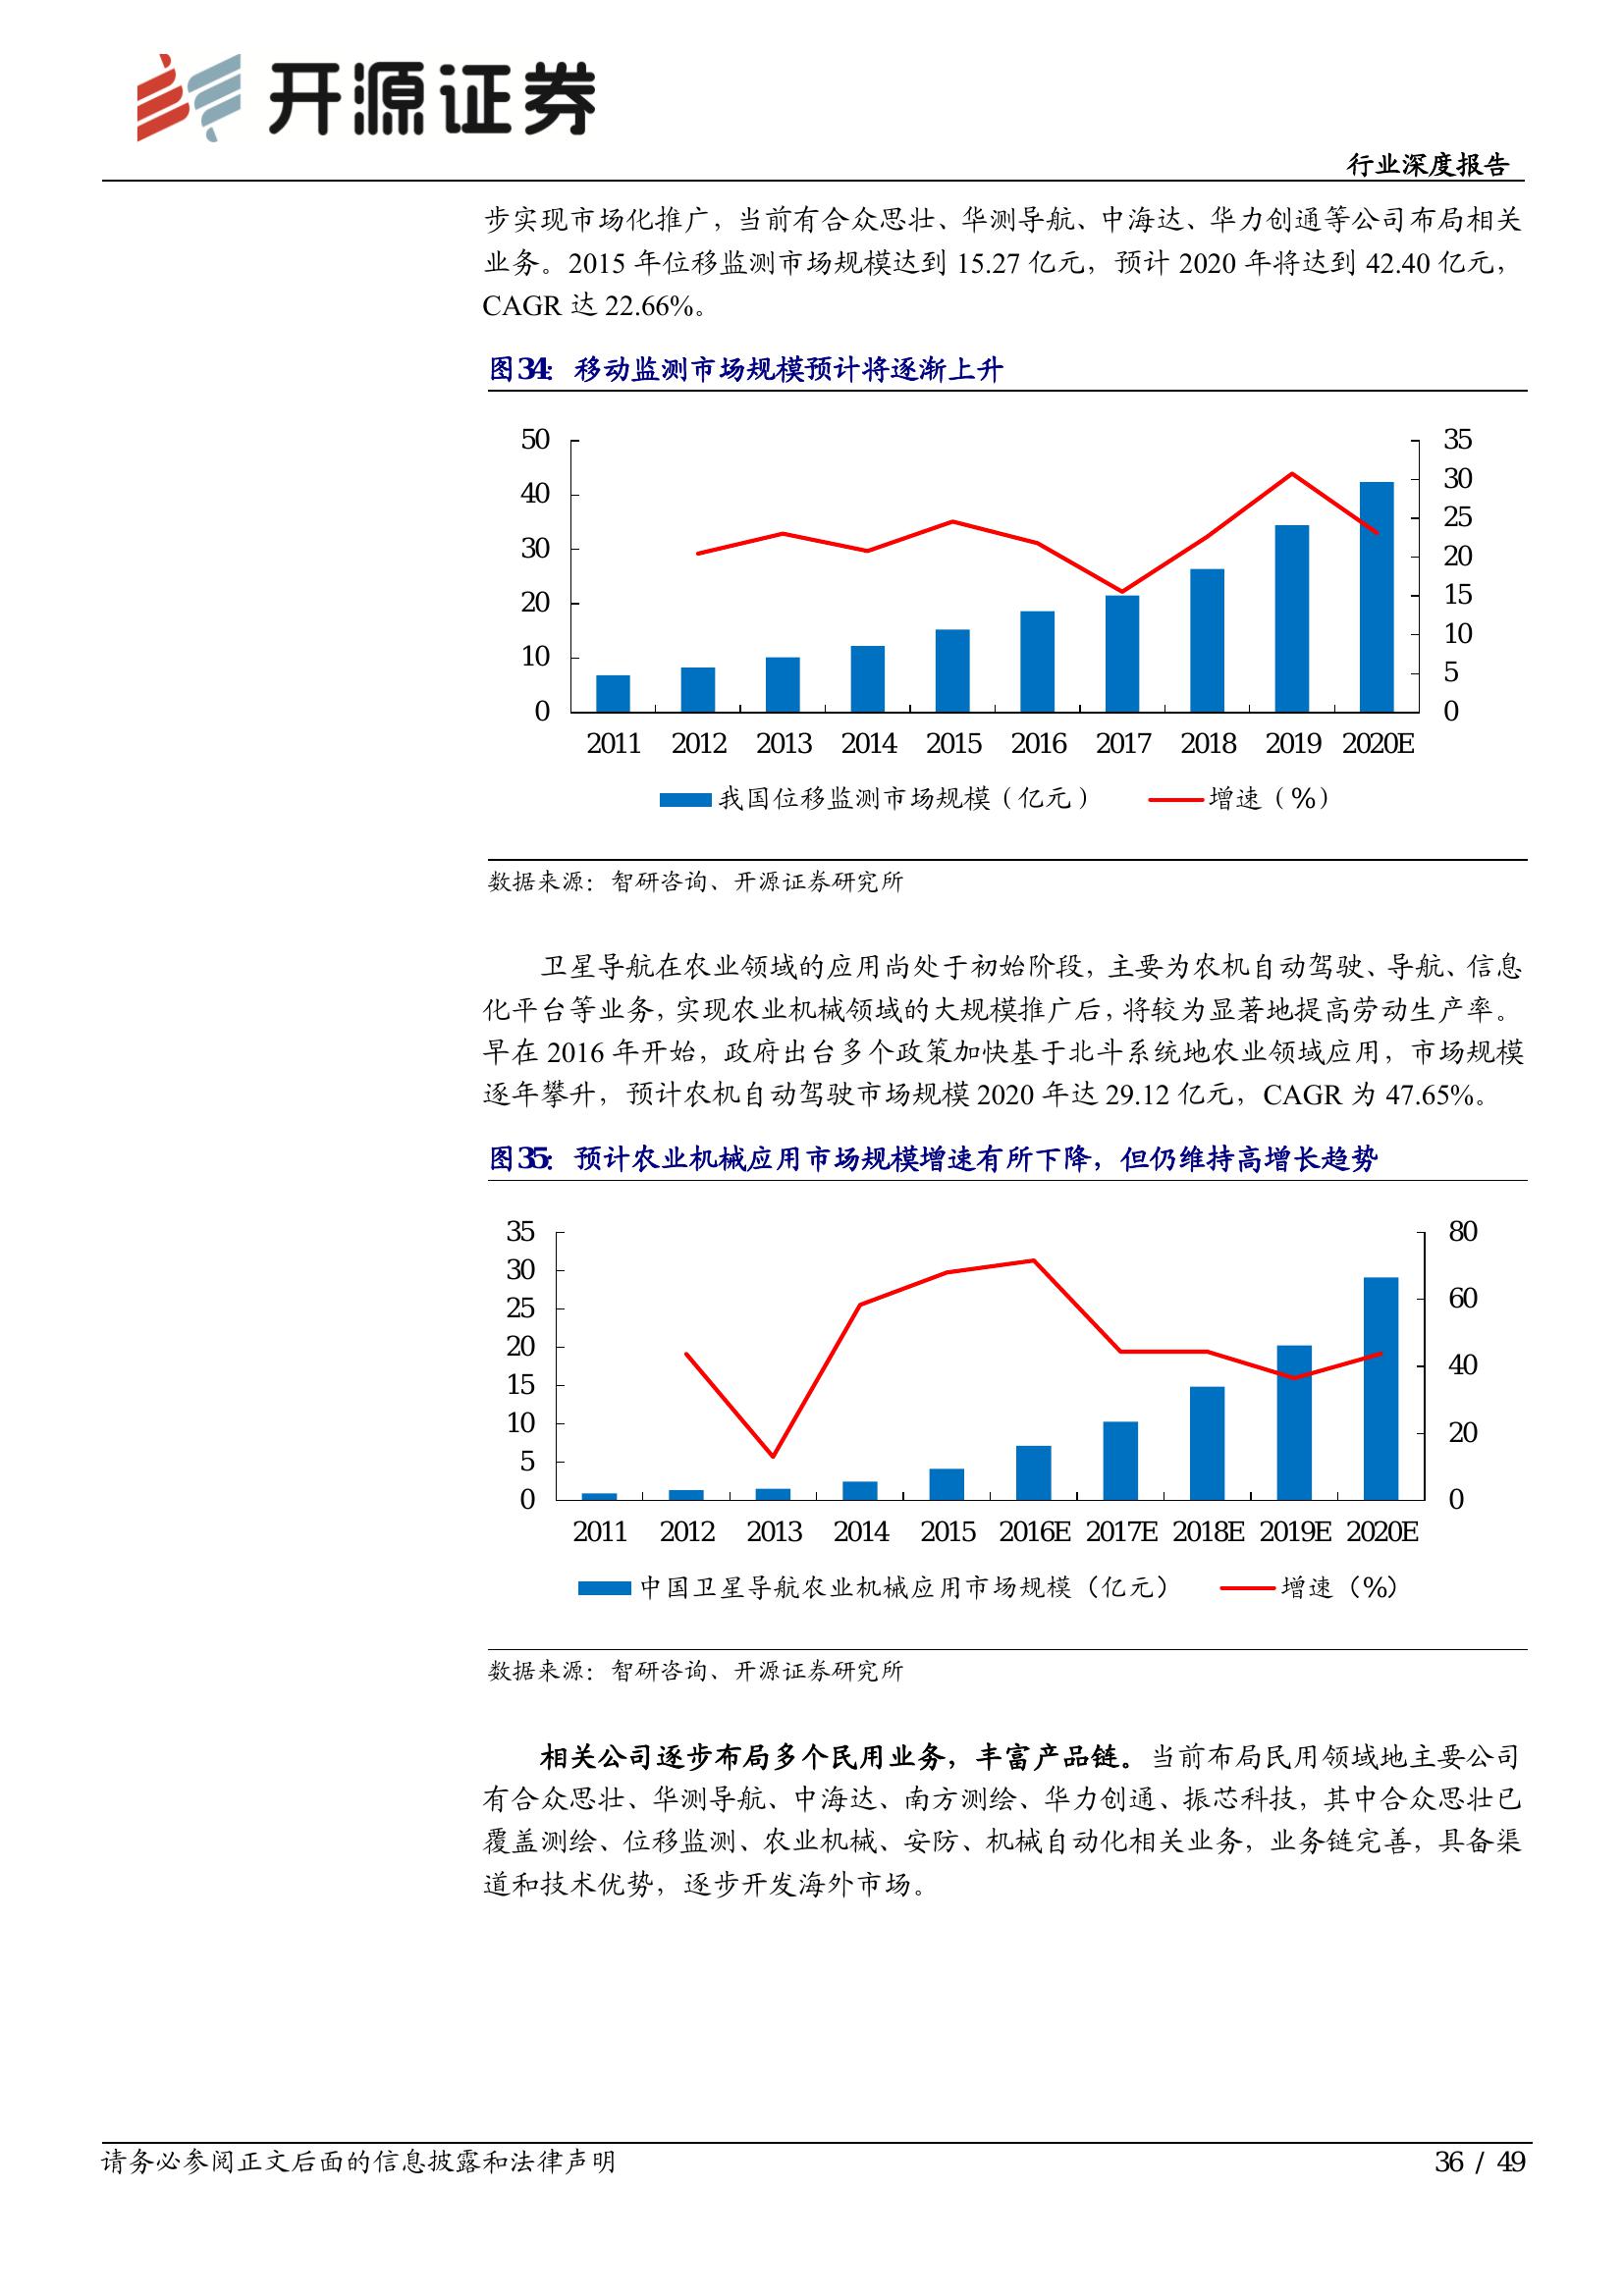 开源证券
行业深度报告
步实现市场化推广，当前有合众思壮、华测导航、中海达、华力创通等公司布局相关
业务。2015 年位移监测市场规模达到 15.27 亿元，预计 2020 年将达到 42.40 亿元，
CAGR 达 22.66%。
图34：移动监测市场规模预计将逐渐上升
50 35
40 30
30 25
20 20
10 15
0 10
5
0
2011 2012 2013 2014 2015 2016 2017 2018 2019 2020E
我国位移监测市场规模（亿元） 增速（%）
数据来源：智研咨询、开源证券研究所
卫星导航在农业领域的应用尚处于初始阶段，主要为农机自动驾驶、导航、信息
化平台等业务，实现农业机械领域的大规模推广后，将较为显著地提高劳动生产率。
早在 2016 年开始，政府出台多个政策加快基于北斗系统地农业领域应用，市场规模
逐年攀升，预计农机自动驾驶市场规模 2020 年达 29.12 亿元，CAGR 为 47.65%。
图35：预计农业机械应用市场规模增速有所下降，但仍维持高增长趋势
35 80
30 60
25 40
20 20
15 0
10
5
0
2011 2012 2013 2014 2015 2016E 2017E 2018E 2019E 2020E
中国卫星导航农业机械应用市场规模（亿元） 增速（%）
数据来源：智研咨询、开源证券研究所
相关公司逐步布局多个民用业务，丰富产品链。当前布局民用领域地主要公司
有合众思壮、华测导航、中海达、南方测绘、华力创通、振芯科技，其中合众思壮已
覆盖测绘、位移监测、农业机械、安防、机械自动化相关业务，业务链完善，具备渠
道和技术优势，逐步开发海外市场。
请务必参阅正文后面的信息披露和法律声明 36 / 49